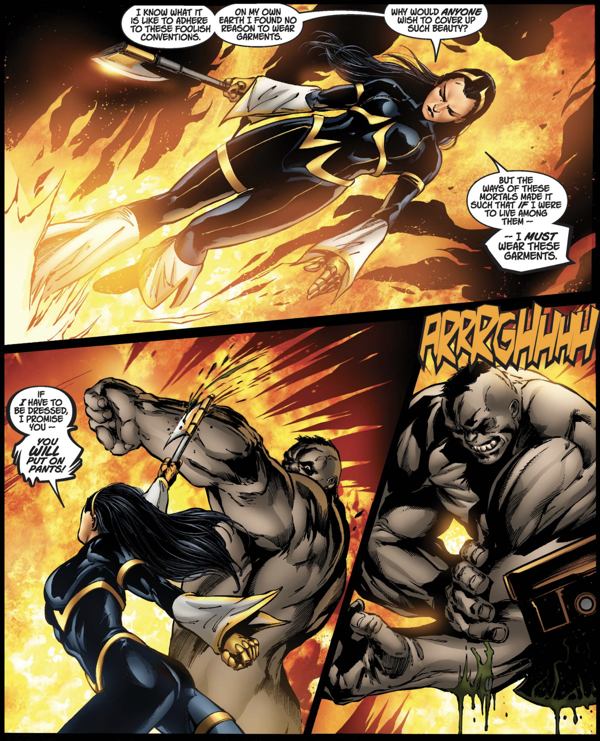 I KNOW WHAT IT
IS LIKE TO ADHERE
TO THESE FOOLISH
CONVENTIONS.
ON MY OWN
EARTH I FOUND NO
REASON TO WEAR
GARMENTS.
WHY WOULD ANYONE
WISH TO COVER UP
SUCH BEAUTY?
BUT THE
WAYS OF THESE
MORTALS MADE IT
SUCH THAT IF I WERE
TO LIVE AMONG
THEM --
-- I MUST
WEAR THESE
GARMENTS.
IF
I HAVE TO
BE DRESSED,
I PROMISE
YOU --
YOU
WILL
PUT ON
PANTS!
ARRRGHHHH